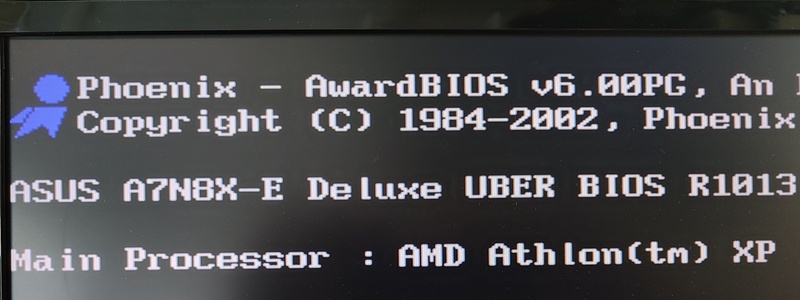 Phoenix - AwardBIOS v6.00PG, An
Copyright (C) 1984-2002, Phoenix
ASUS A7N8X-E Deluxe UBER BIOS R1013
Main Processor : AMD Athlon(tm) XP